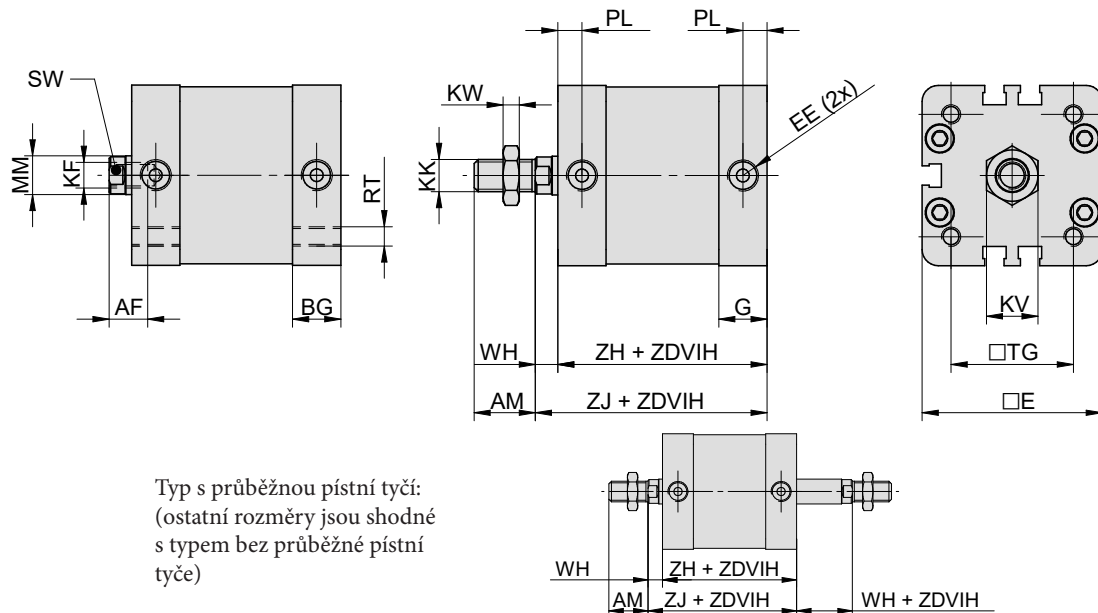 PL
PL
SW
KW
EE (2x)
MM
KF
KK
RT
AF
BG
G
KV
WH
ZH + ZDVIH
□TG
AM
ZJ + ZDVIH
□E
Typ s průběžnou pístní tyčí:
(ostatní rozměry jsou shodné
s typem bez průběžné pístní
tyče)
WH
ZH + ZDVIH
AM
ZJ + ZDVIH
WH + ZDVIH